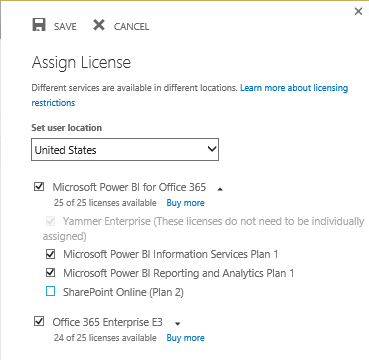 SAVE CANCEL
Assign License
Different services are available in different locations. Learn more about licensing
restrictions
Set user location
United States
Microsoft Power BI for Office 365
25 of 25 licenses available Buy more
Yammer Enterprise (These licenses do not need to be individually
assigned)
Microsoft Power BI Information Services Plan 1
Microsoft Power BI Reporting and Analytics Plan 1
SharePoint Online (Plan 2)
Office 365 Enterprise E3
24 of 25 licenses available Buy more